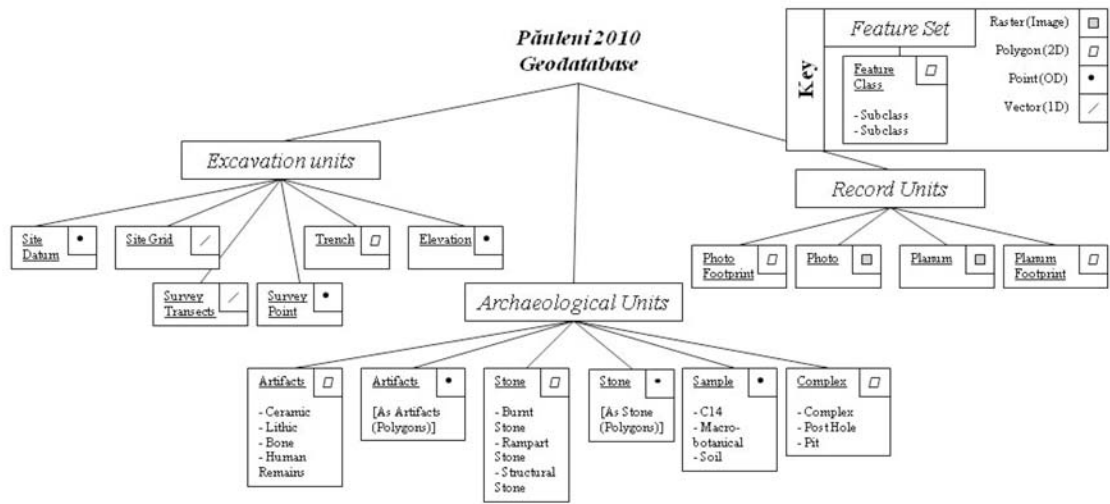 Păuleni 2010
Geodatabase
Key
Feature Set
Feature
Class
- Subclass
- Subclass
Raster (Image)
Polygon (2D)
Point (OD)
Vector (1D)
Excavation units
Site
Datum
Site Grid
Trench
Elevation
Survey
Transects
Survey
Point
Record Units
Photo
Footprint
Photo
Planum
Planum
Footprint
Archaeological Units
Artifacts
- Ceramic
- Lithic
- Bone
- Human
Remains
Artifacts
[As Artifacts
(Polygons)]
Stone
- Burnt
Stone
- Rampart
Stone
- Structural
Stone
Stone
[As Stone
(Polygons)]
Sample
- C14
- Macro-
botanical
- Soil
Complex
- Complex
- Post Hole
- Pit